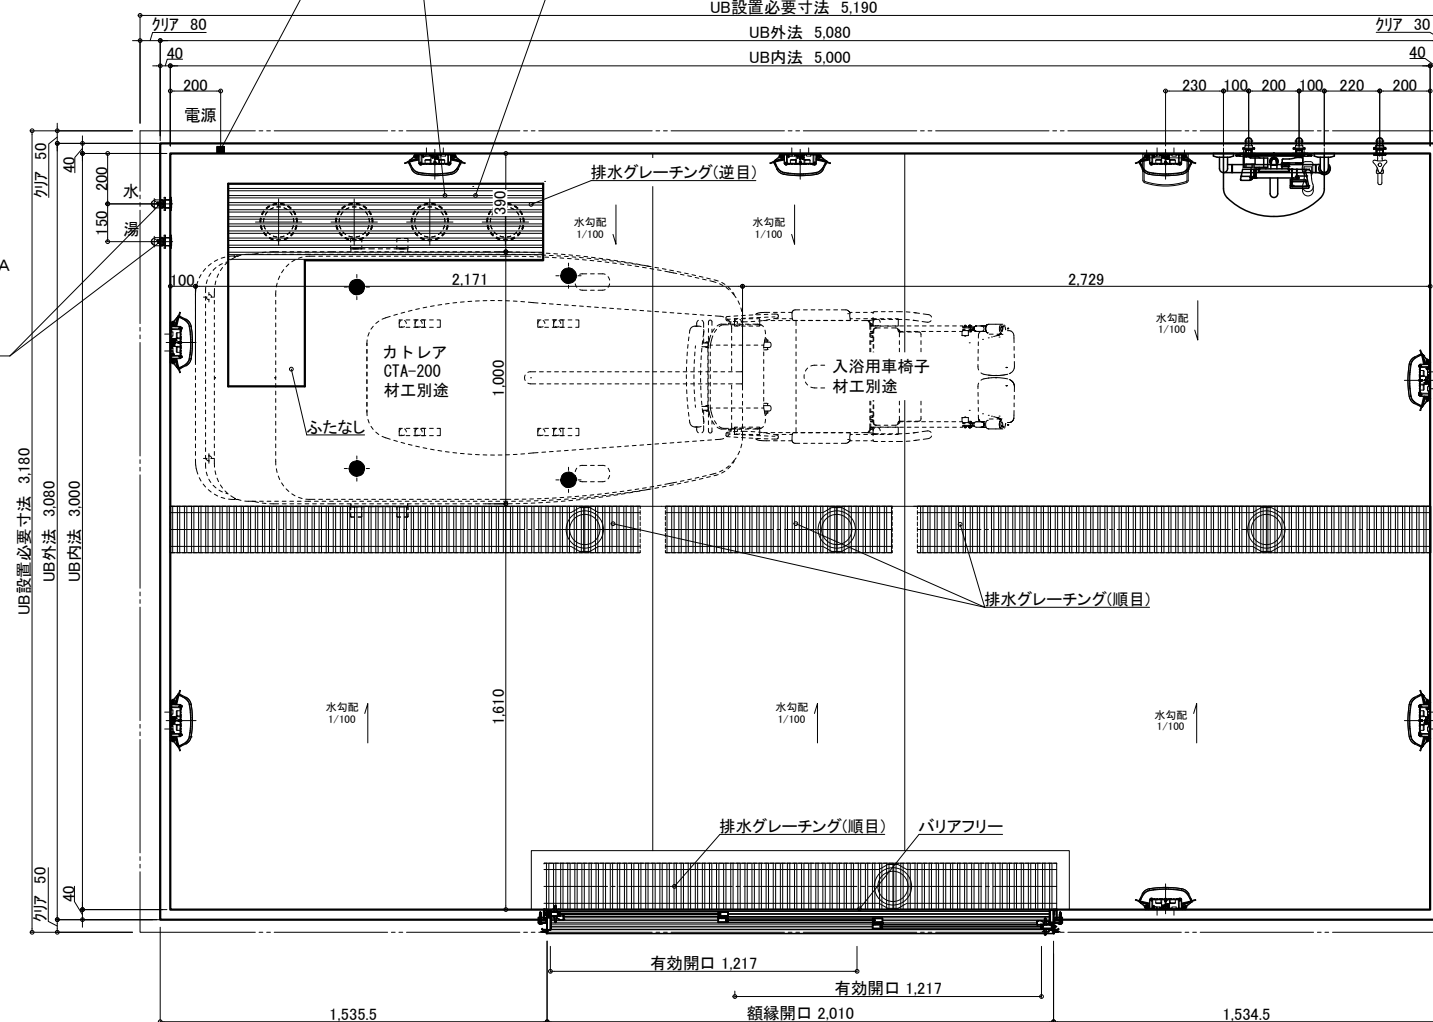 UB設置必要寸法 5,190
クリア 80
UB外法 5,080
クリア 30
40
UB内法 5,000
40
200
230
100
200
100
220
200
電源
クリア 50
40
200
水
150
湯
A
排水グレーチング(逆目)
390
水勾配
1/100
水勾配
1/100
100
2,171
2,729
水勾配
1/100
カトレア
CTA-200
材工別途
1,000
入浴用車椅子
材工別途
ふたなし
UB設置必要寸法 3,180
UB外法 3,080
UB内法 3,000
排水グレーチング(順目)
水勾配
1/100
1,610
水勾配
1/100
水勾配
1/100
排水グレーチング(順目)
バリアフリー
クリア 50
40
有効開口 1,217
有効開口 1,217
1,535.5
額縁開口 2,010
1,534.5